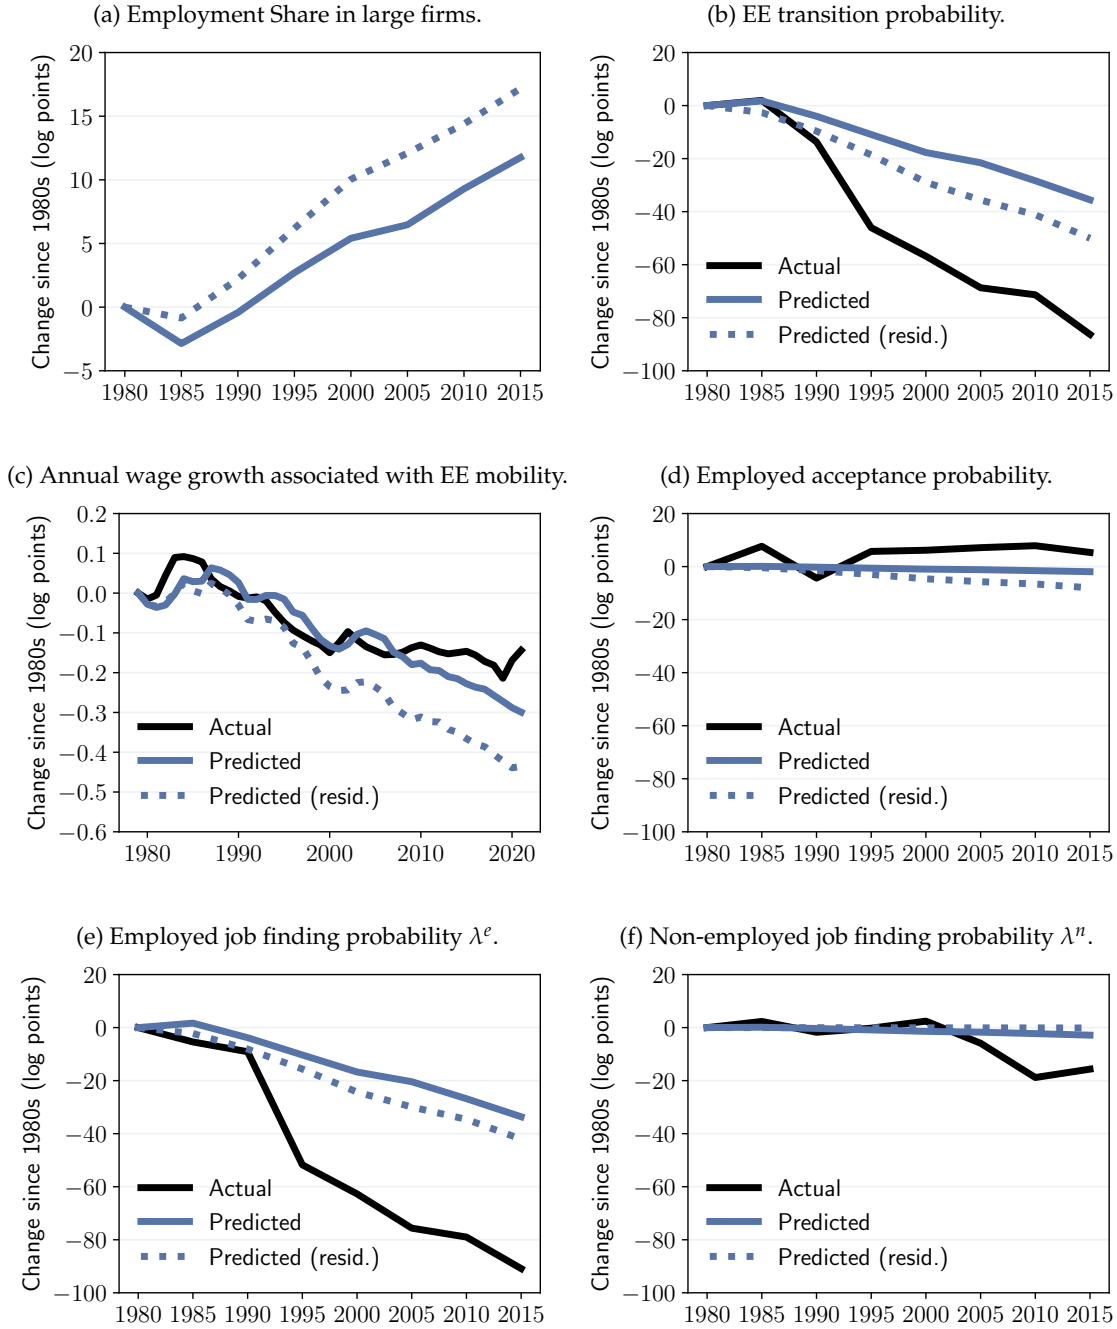 (a) Employment Share in large firms.
Change since 1980s (log points)
20
15
10
5
0
−5
1980 1985 1990 1995 2000 2005 2010 2015
(b) EE transition probability.
Change since 1980s (log points)
20
0
−20
−40
−60
−80
−100
Actual
Predicted
Predicted (resid.)
1980 1985 1990 1995 2000 2005 2010 2015
(c) Annual wage growth associated with EE mobility.
Change since 1980s (log points)
0.2
0.1
0.0
−0.1
−0.2
−0.3
−0.4
−0.5
−0.6
Actual
Predicted
Predicted (resid.)
1980 1990 2000 2010 2020
(d) Employed acceptance probability.
Change since 1980s (log points)
20
0
−20
−40
−60
−80
−100
Actual
Predicted
Predicted (resid.)
1980 1985 1990 1995 2000 2005 2010 2015
(e) Employed job finding probability λᵉ.
Change since 1980s (log points)
20
0
−20
−40
−60
−80
−100
Actual
Predicted
Predicted (resid.)
1980 1985 1990 1995 2000 2005 2010 2015
(f) Non-employed job finding probability λⁿ.
Change since 1980s (log points)
20
0
−20
−40
−60
−80
−100
Actual
Predicted
Predicted (resid.)
1980 1985 1990 1995 2000 2005 2010 2015